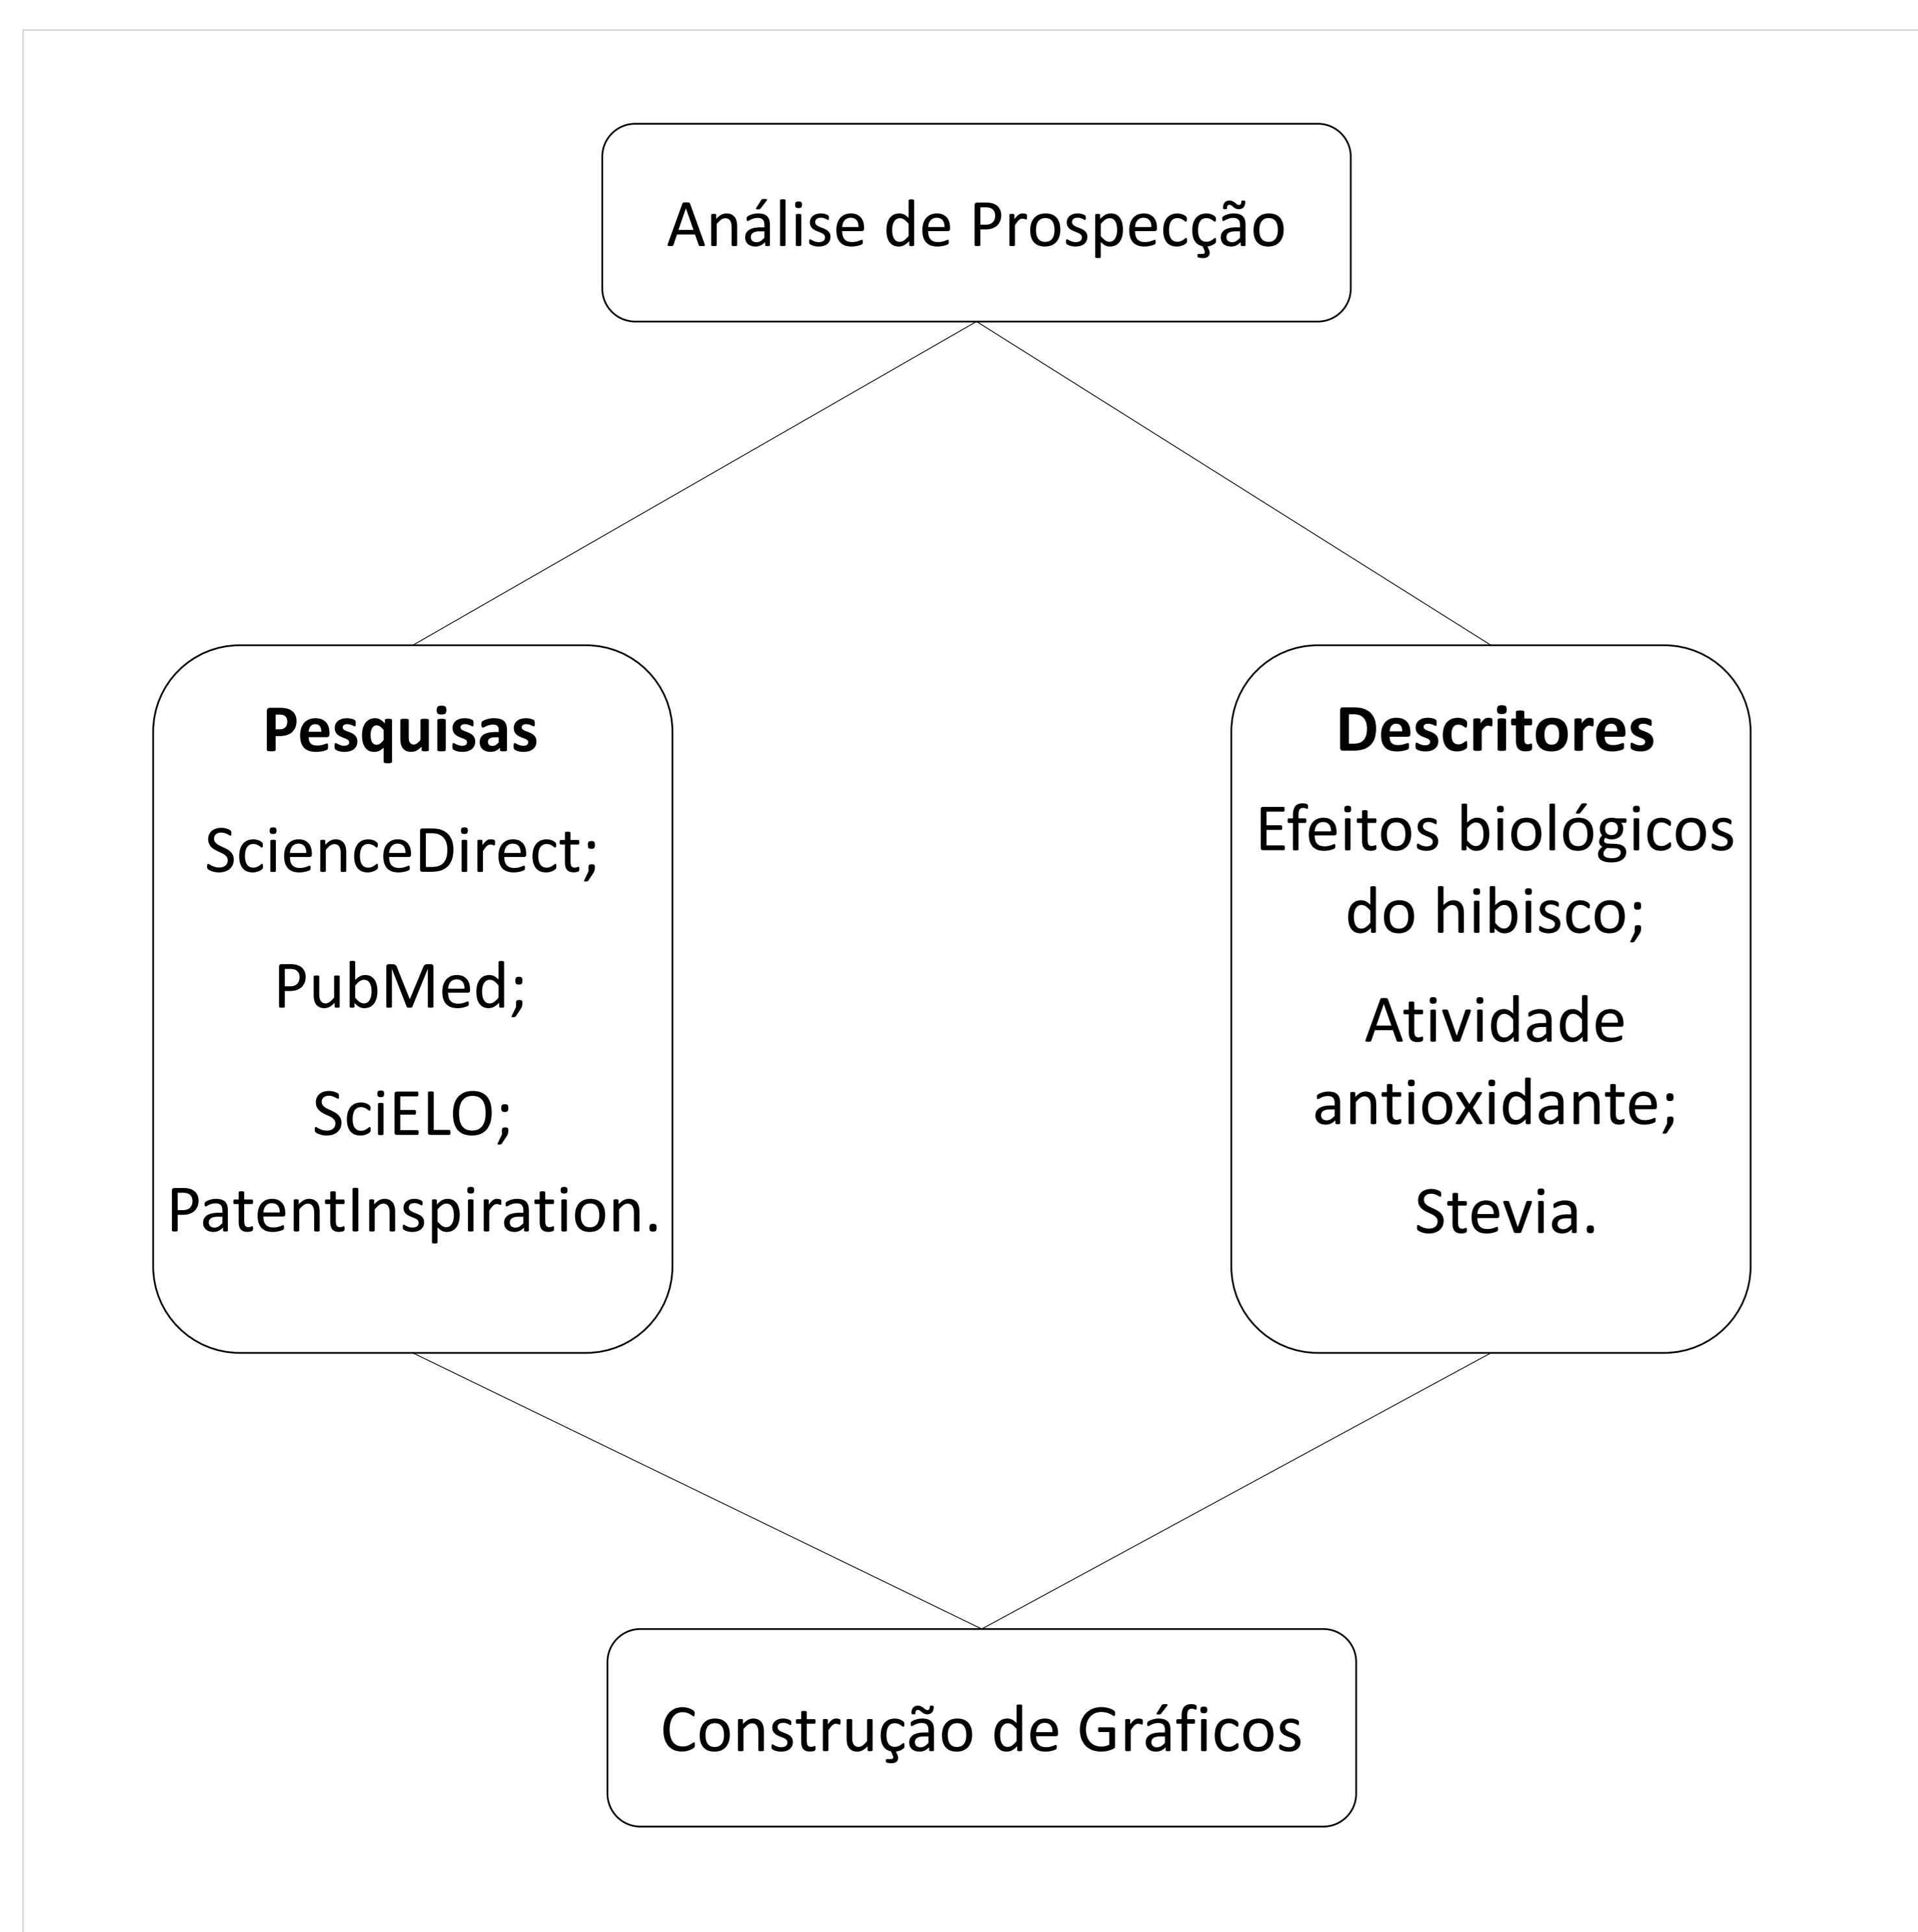 Análise de Prospecção
Pesquisas
ScienceDirect;
PubMed;
SciELO;
PatentInspiration.
Descritores
Efeitos biológicos
do hibisco;
Atividade
antioxidante;
Stevia.
Construção de Gráficos